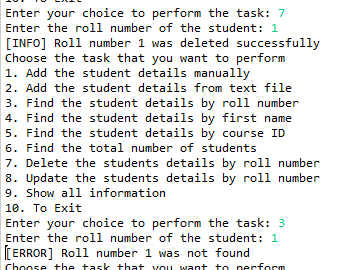 10. To Exit
Enter your choice to perform the task: 7
Enter the roll number of the student: 1
[INFO] Roll number 1 was deleted successfully
Choose the task that you want to perform
1. Add the student details manually
2. Add the student details from text file
3. Find the student details by roll number
4. Find the student details by first name
5. Find the student details by course ID
6. Find the total number of students
7. Delete the students details by roll number
8. Update the students details by roll number
9. Show all information
10. To Exit
Enter your choice to perform the task: 3
Enter the roll number of the student: 1
[ERROR] Roll number 1 was not found
Choose the task that you want to perform